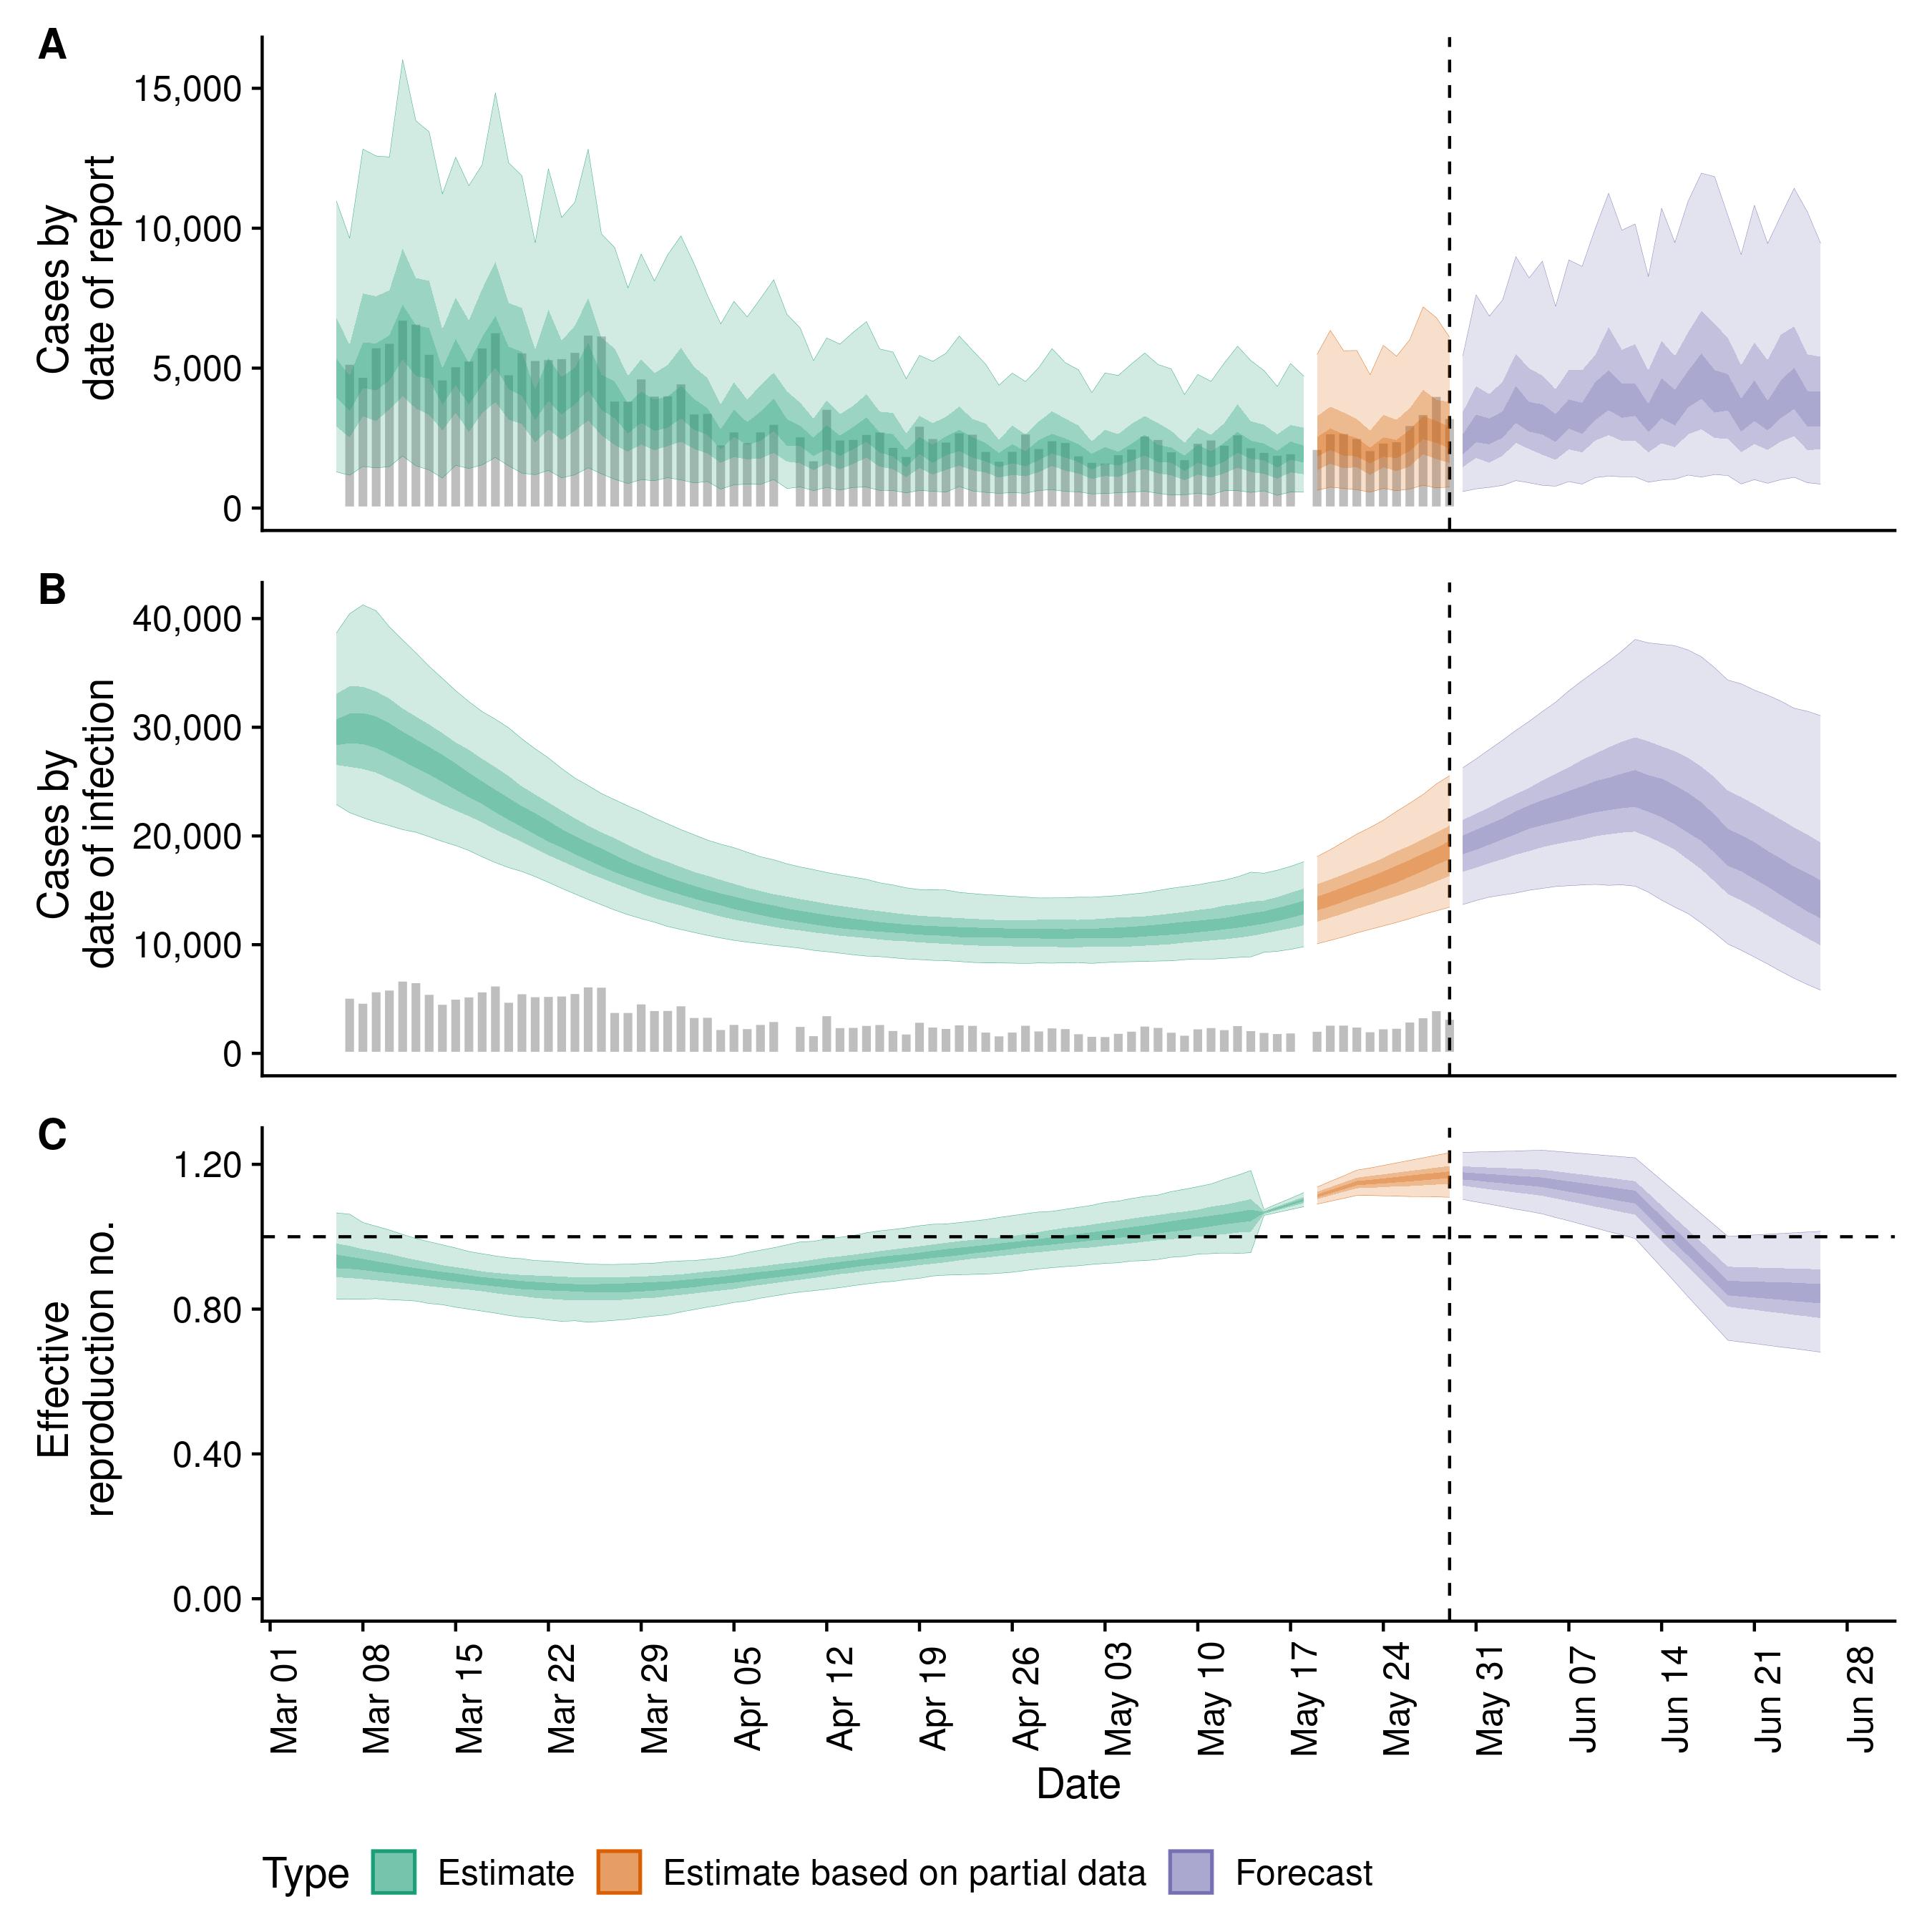 A
Cases by
date of report
15,000
10,000
5,000
0
B
Cases by
date of infection
40,000
30,000
20,000
10,000
0
C
Effective
reproduction no.
1.20
0.80
0.40
0.00
Mar 01
Mar 08
Mar 15
Mar 22
Mar 29
Apr 05
Apr 12
Apr 19
Apr 26
May 03
May 10
May 17
May 24
May 31
Jun 07
Jun 14
Jun 21
Jun 28
Date
Type Estimate Estimate based on partial data Forecast